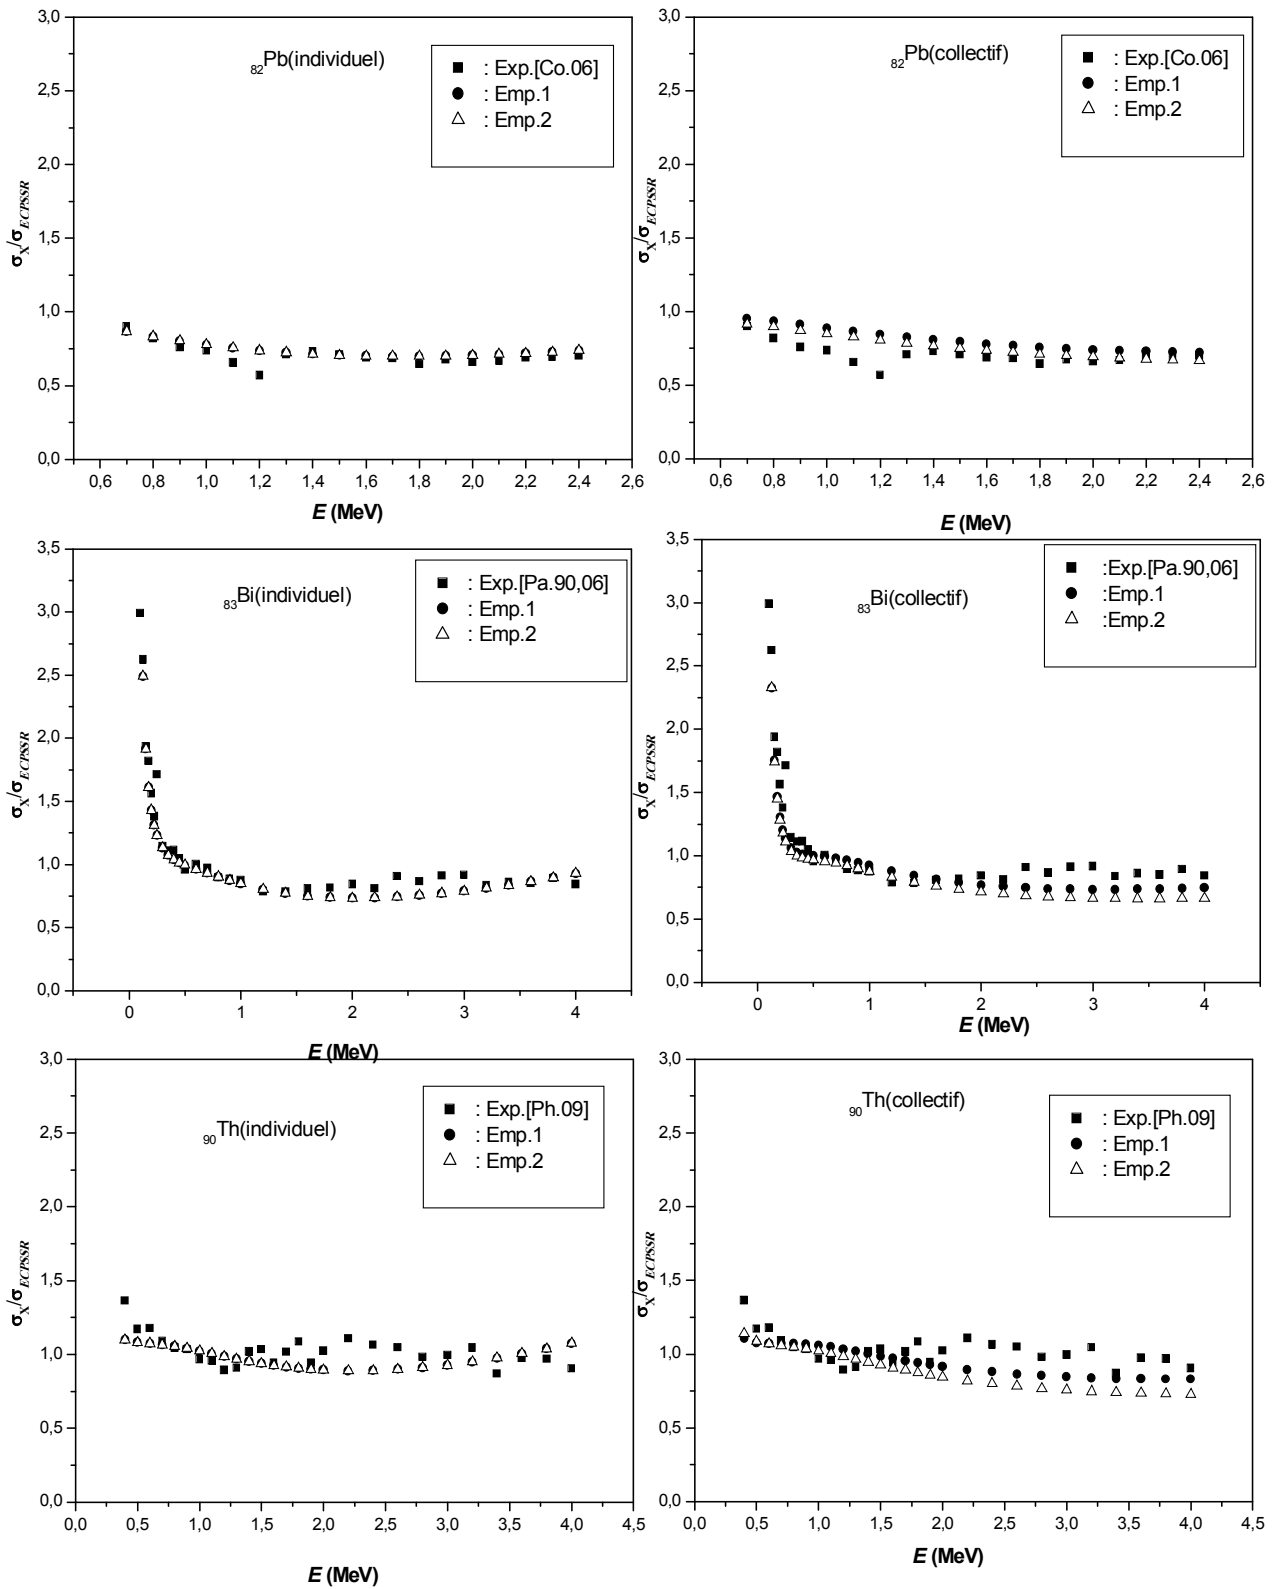 ₈₂Pb(individuel)
: Exp.[Co.06]
: Emp.1
: Emp.2
3,0
2,5
2,0
1,5
1,0
0,5
0,0
σX/σECPSSR
0,6 0,8 1,0 1,2 1,4 1,6 1,8 2,0 2,2 2,4 2,6
E (MeV)
₈₂Pb(collectif)
: Exp.[Co.06]
: Emp.1
: Emp.2
3,0
2,5
2,0
1,5
1,0
0,5
0,0
σX/σECPSSR
0,6 0,8 1,0 1,2 1,4 1,6 1,8 2,0 2,2 2,4 2,6
E (MeV)
₈₃Bi(individuel)
: Exp.[Pa.90,06]
: Emp.1
: Emp.2
3,5
3,0
2,5
2,0
1,5
1,0
0,5
0,0
σX/σECPSSR
0 1 2 3 4
E (MeV)
₈₃Bi(collectif)
:Exp.[Pa.90,06]
:Emp.1
:Emp.2
3,5
3,0
2,5
2,0
1,5
1,0
0,5
0,0
σX/σECPSSR
0 1 2 3 4
E (MeV)
₉₀Th(individuel)
: Exp.[Ph.09]
: Emp.1
: Emp.2
3,0
2,5
2,0
1,5
1,0
0,5
0,0
σX/σECPSSR
0,0 0,5 1,0 1,5 2,0 2,5 3,0 3,5 4,0 4,5
E (MeV)
₉₀Th(collectif)
: Exp.[Ph.09]
: Emp.1
: Emp.2
3,0
2,5
2,0
1,5
1,0
0,5
0,0
σX/σECPSSR
0,0 0,5 1,0 1,5 2,0 2,5 3,0 3,5 4,0 4,5
E (MeV)